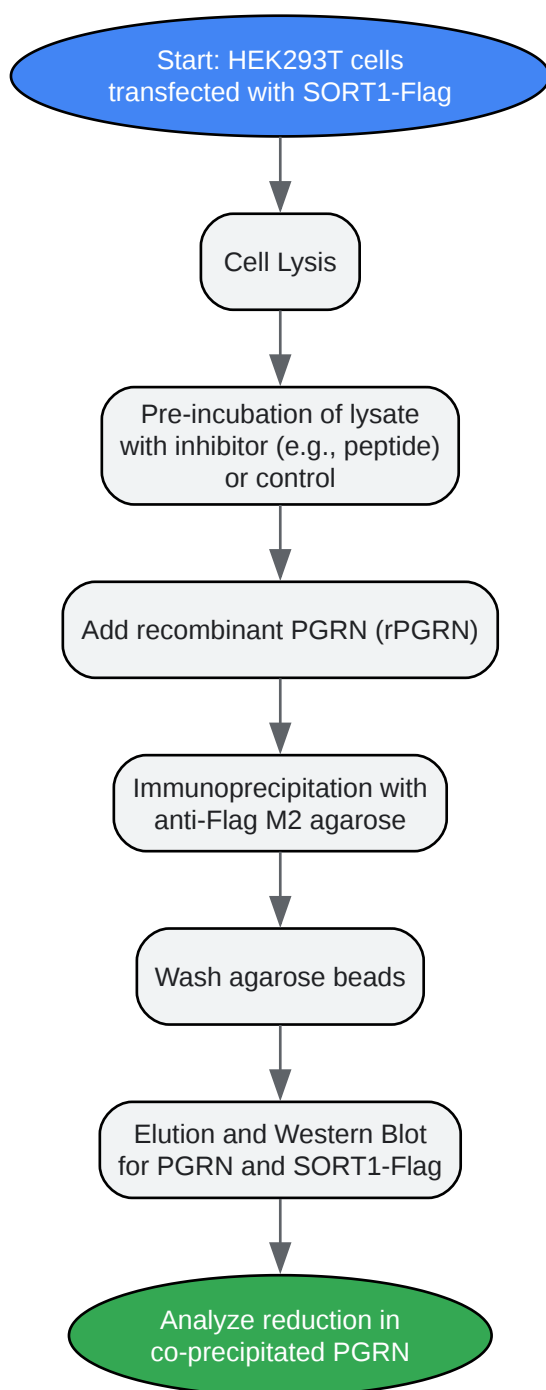 Start: HEK293T cells
transfected with SORT1-Flag
Cell Lysis
Pre-incubation of lysate
with inhibitor (e.g., peptide)
or control
Add recombinant PGRN (rPGRN)
Immunoprecipitation with
anti-Flag M2 agarose
Wash agarose beads
Elution and Western Blot
for PGRN and SORT1-Flag
Analyze reduction in
co-precipitated PGRN